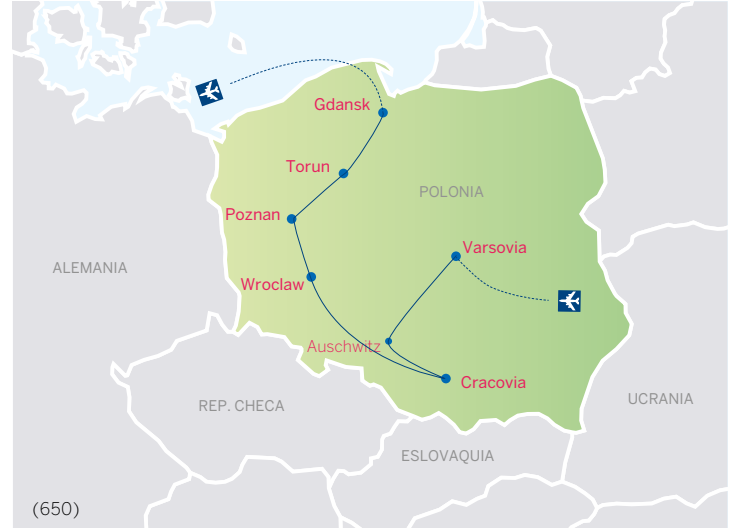 Gdansk
Torun
POLONIA
Poznan
Varsovia
ALEMANIA
Wroclaw
Auschwitz
Cracovia
REP. CHECA
UCRANIA
ESLOVAQUIA
(650)